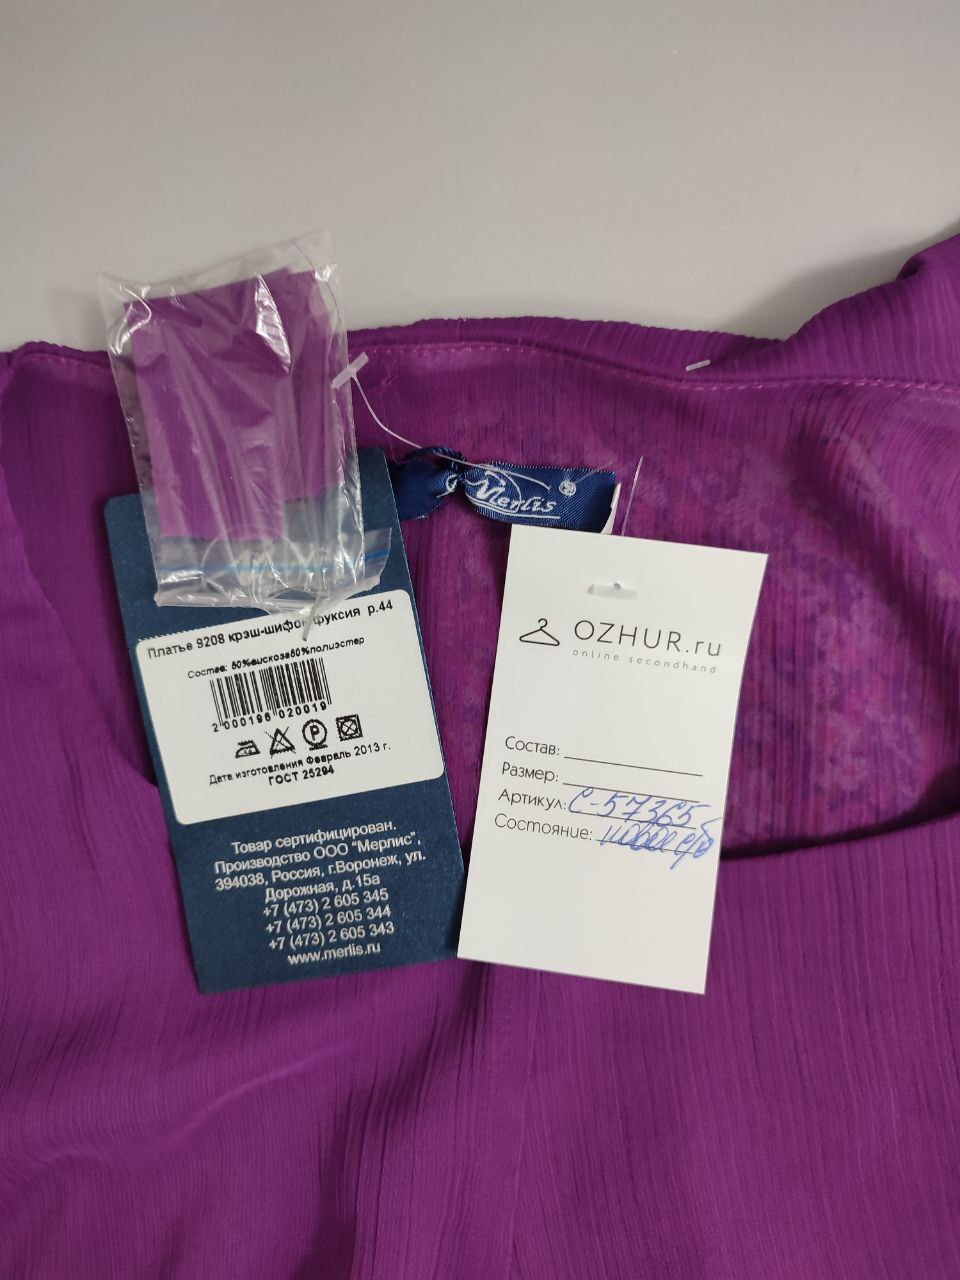 Merlis®
Платье 9208 крэш-шифон фуксия р.44
Состав: 50%вискоза50%полиэстер
2 000196 020019
P
Дата изготовления Февраль 2013 г.
ГОСТ 25294
Товар сертифицирован.
Производство ООО "Мерлис",
394038, Россия, г.Воронеж, ул.
Дорожная, д.15а
+7 (473) 2 605 345
+7 (473) 2 605 344
+7 (473) 2 605 343
www.merlis.ru
OZHUR.ru
online secondhand
Состав:
Размер:
Артикул: С-57365
Состояние: новое с/б